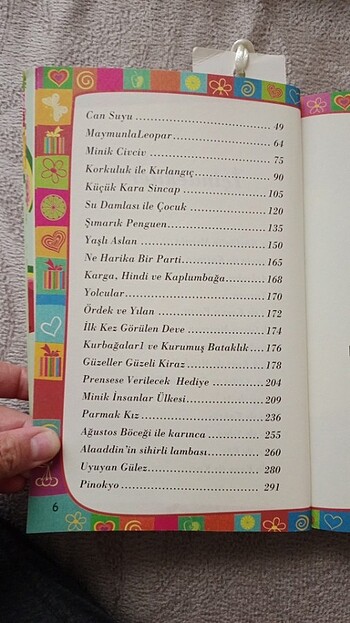 Can Suyu ................................ 49
MaymunlaLeopar........................ 64
Minik Civciv ............................. 75
Korkuluk ile Kırlangıç................. 90
Küçük Kara Sincap ................... 105
Su Damlası ile Çocuk ................ 120
Şımarık Penguen...................... 135
Yaşlı Aslan ............................. 150
Ne Harika Bir Parti................... 165
Karga, Hindi ve Kaplumbağa....... 168
Yolcular ................................. 170
Ördek ve Yılan ........................ 172
İlk Kez Görülen Deve ................ 174
Kurbağalar1 ve Kurumuş Bataklık .... 176
Güzeller Güzeli Kiraz ................ 178
Prensese Verilecek Hediye .......... 204
Minik İnsanlar Ülkesi................ 209
Parmak Kız ............................ 236
Ağustos Böceği ile karınca ......... 255
Alaaddin'in sihirli lambası.......... 260
Uyuyan Gülez.......................... 280
Pinokyo ................................. 291
6